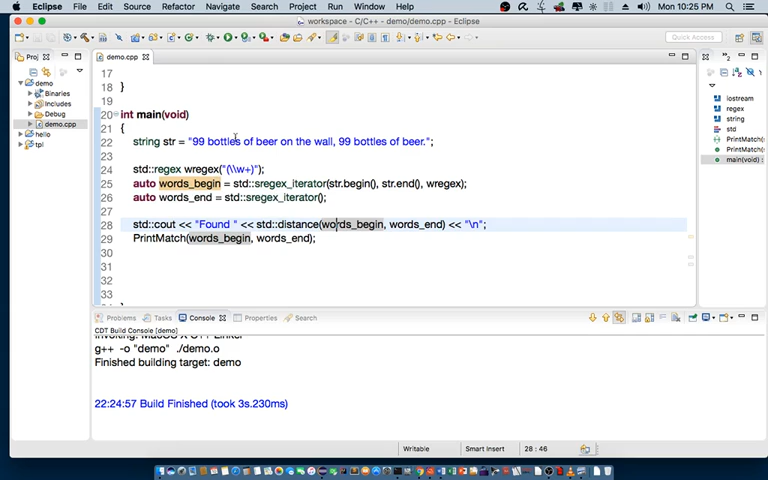 Eclipse File Edit Source Refactor Navigate Search Project Run Window Help
Monday 10:25 PM
workspace - C/C++ - demo/demo.cpp - Eclipse
Quick Access
Proj
demo
Binaries
Includes
Debug
demo.cpp
hello
tpl
demo.cpp
17
18 }
19
20 int main(void)
21 {
22 string str = "99 bottles of beer on the wall, 99 bottles of beer.";
23
24 std::regex wregex("(\\w+)");
25 auto words_begin = std::sregex_iterator(str.begin(), str.end(), wregex);
26 auto words_end = std::sregex_iterator();
27
28 std::cout << "Found " << std::distance(words_begin, words_end) << "\n";
29 PrintMatch(words_begin, words_end);
30
31
32
33
34 }
iostream
regex
string
std
PrintMatch(
PrintMatch(
main(void)
Problems Tasks Console Properties Search
CDT Build Console [demo]
Invoking: MacOS X C++ Linker
g++ -o "demo" ./demo.o
Finished building target: demo
22:24:57 Build Finished (took 3s.230ms)
Writable Smart Insert 28 : 46